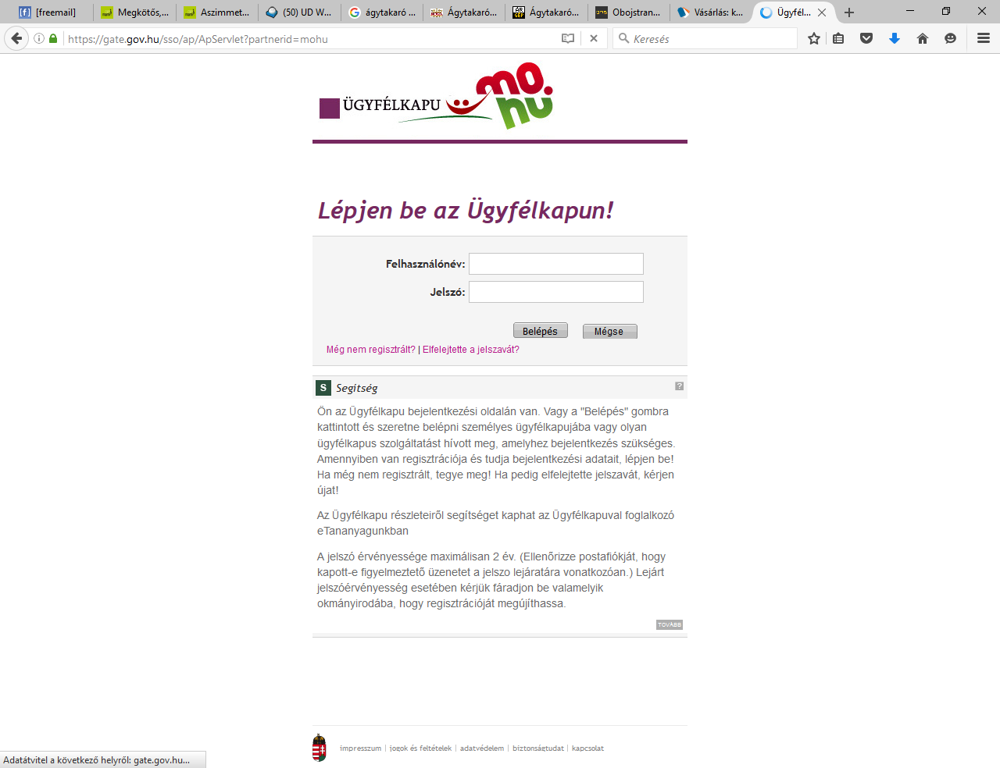 [freemail]
Megkötős,...
Aszimmet...
(50) UD W...
ágytakaró ...
Ágytakaró...
Ágytakaró...
Obojstran...
Vásárlás: k...
Ügyfél...
https://gate.gov.hu/sso/ap/ApServlet?partnerid=mohu
Keresés
ÜGYFÉLKAPU
mo.
hu
Lépjen be az Ügyfélkapun!
Felhasználónév:
Jelszó:
Belépés
Mégse
Még nem regisztrált? | Elfelejtette a jelszavát?
S Segítség
?
Ön az Ügyfélkapu bejelentkezési oldalán van. Vagy a "Belépés" gombra
kattintott és szeretne belépni személyes ügyfélkapujába vagy olyan
ügyfélkapus szolgáltatást hívott meg, amelyhez bejelentkezés szükséges.
Amennyiben van regisztrációja és tudja bejelentkezési adatait, lépjen be!
Ha még nem regisztrált, tegye meg! Ha pedig elfelejtette jelszavát, kérjen
újat!
Az Ügyfélkapu részleteiről segítséget kaphat az Ügyfélkapuval foglalkozó
eTananyagunkban
A jelszó érvényessége maximálisan 2 év. (Ellenőrizze postafiókját, hogy
kapott-e figyelmeztető üzenetet a jelszo lejáratára vonatkozóan.) Lejárt
jelszóérvényesség esetében kérjük fáradjon be valamelyik
okmányirodába, hogy regisztrációját megújíthassa.
TOVÁBB
impresszum | jogok és feltételek | adatvédelem | biztonságtudat | kapcsolat
Adatátvitel a következő helyről: gate.gov.hu...